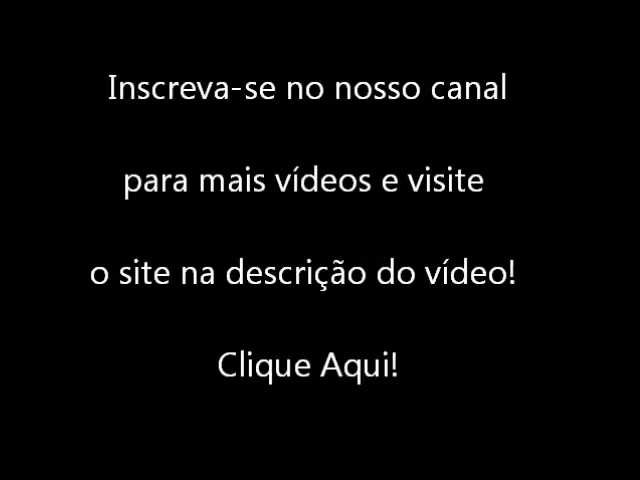 Inscreva-se no nosso canal
para mais vídeos e visite
o site na descrição do vídeo!
Clique Aqui!